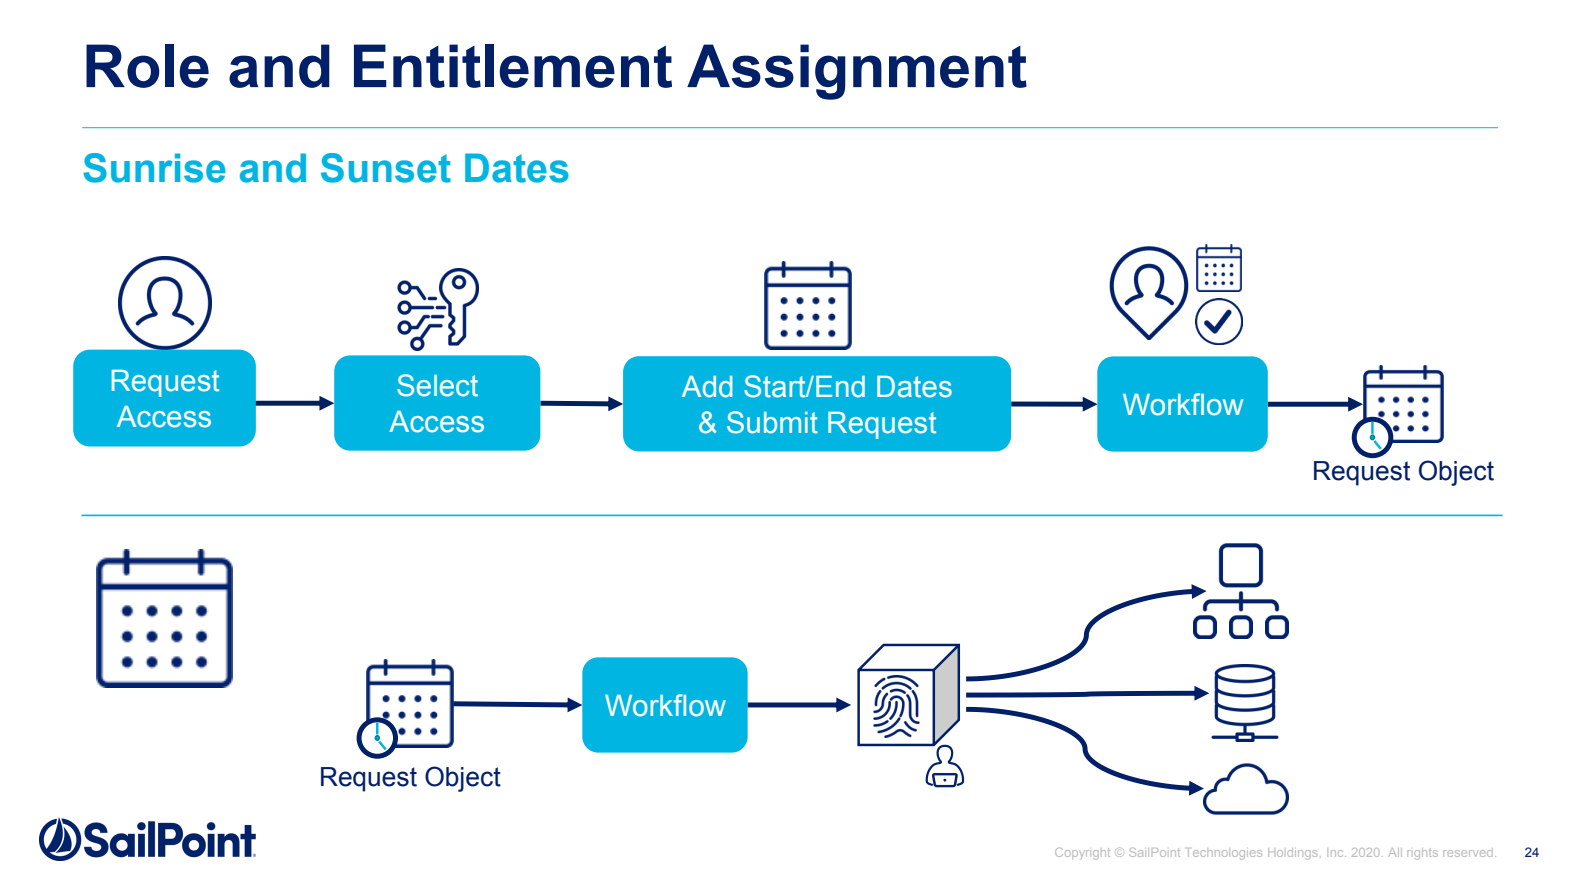 Role and Entitlement Assignment
Sunrise and Sunset Dates
Request
Access
Select
Access
Add Start/End Dates
& Submit Request
Workflow
Request Object
Request Object
Workflow
SailPoint
Copyright © SailPoint Technologies Holdings, Inc. 2020. All rights reserved.
24